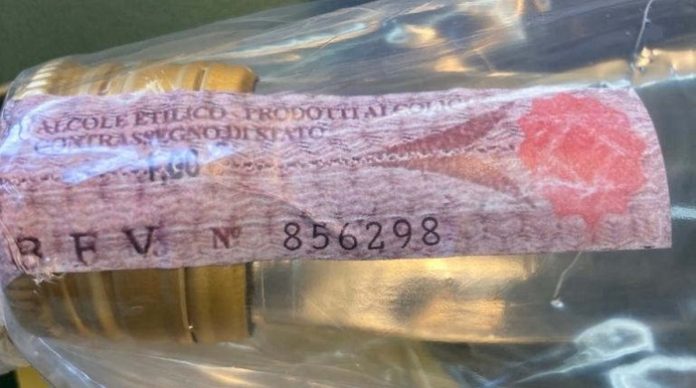 ALCOLE ETILICO - PRODOTTI ALCOLICI
CONTRASSEGNO DI STATO
F V Nº 856298